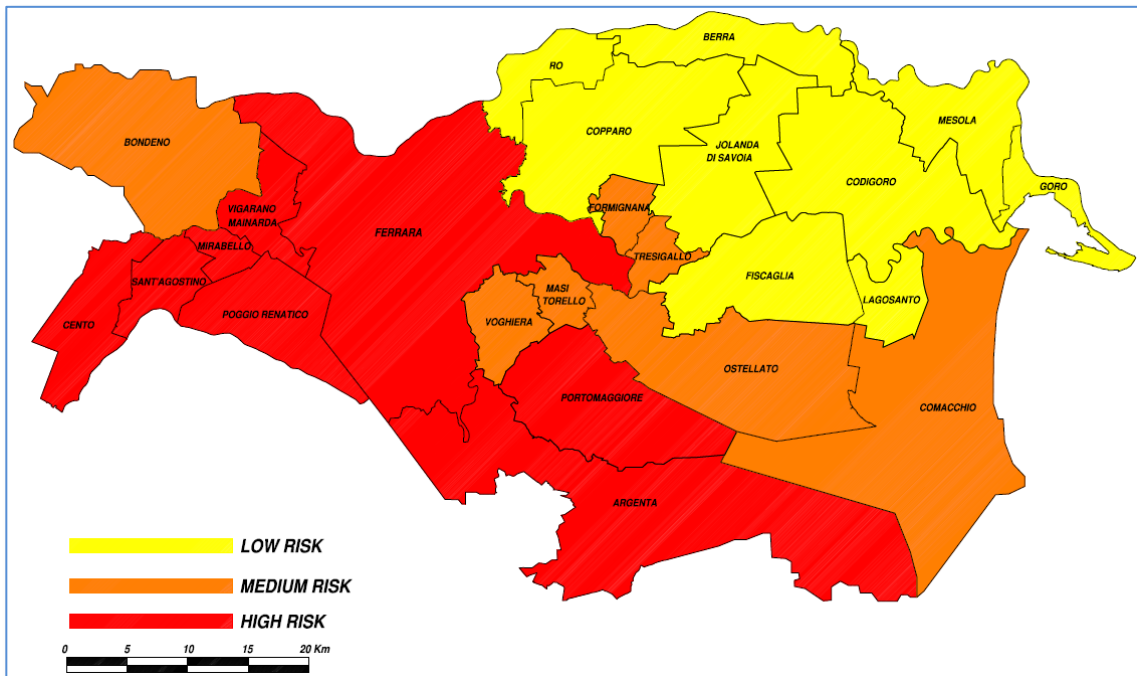 BERRA
RO
MESOLA
COPPARO
BONDENO
JOLANDA
DI SAVOIA
CODIGORO
GORO
FORMIGNANA
VIGARANO
MAINARDA
FERRARA
MIRABELLO
TRESIGALLO
FISCAGLIA
SANT'AGOSTINO
MASI
TORELLO
LAGOSANTO
POGGIO RENATICO
VOGHIERA
CENTO
OSTELLATO
PORTOMAGGIORE
COMACCHIO
ARGENTA
LOW RISK
MEDIUM RISK
HIGH RISK
0 5 10 15 20 Km